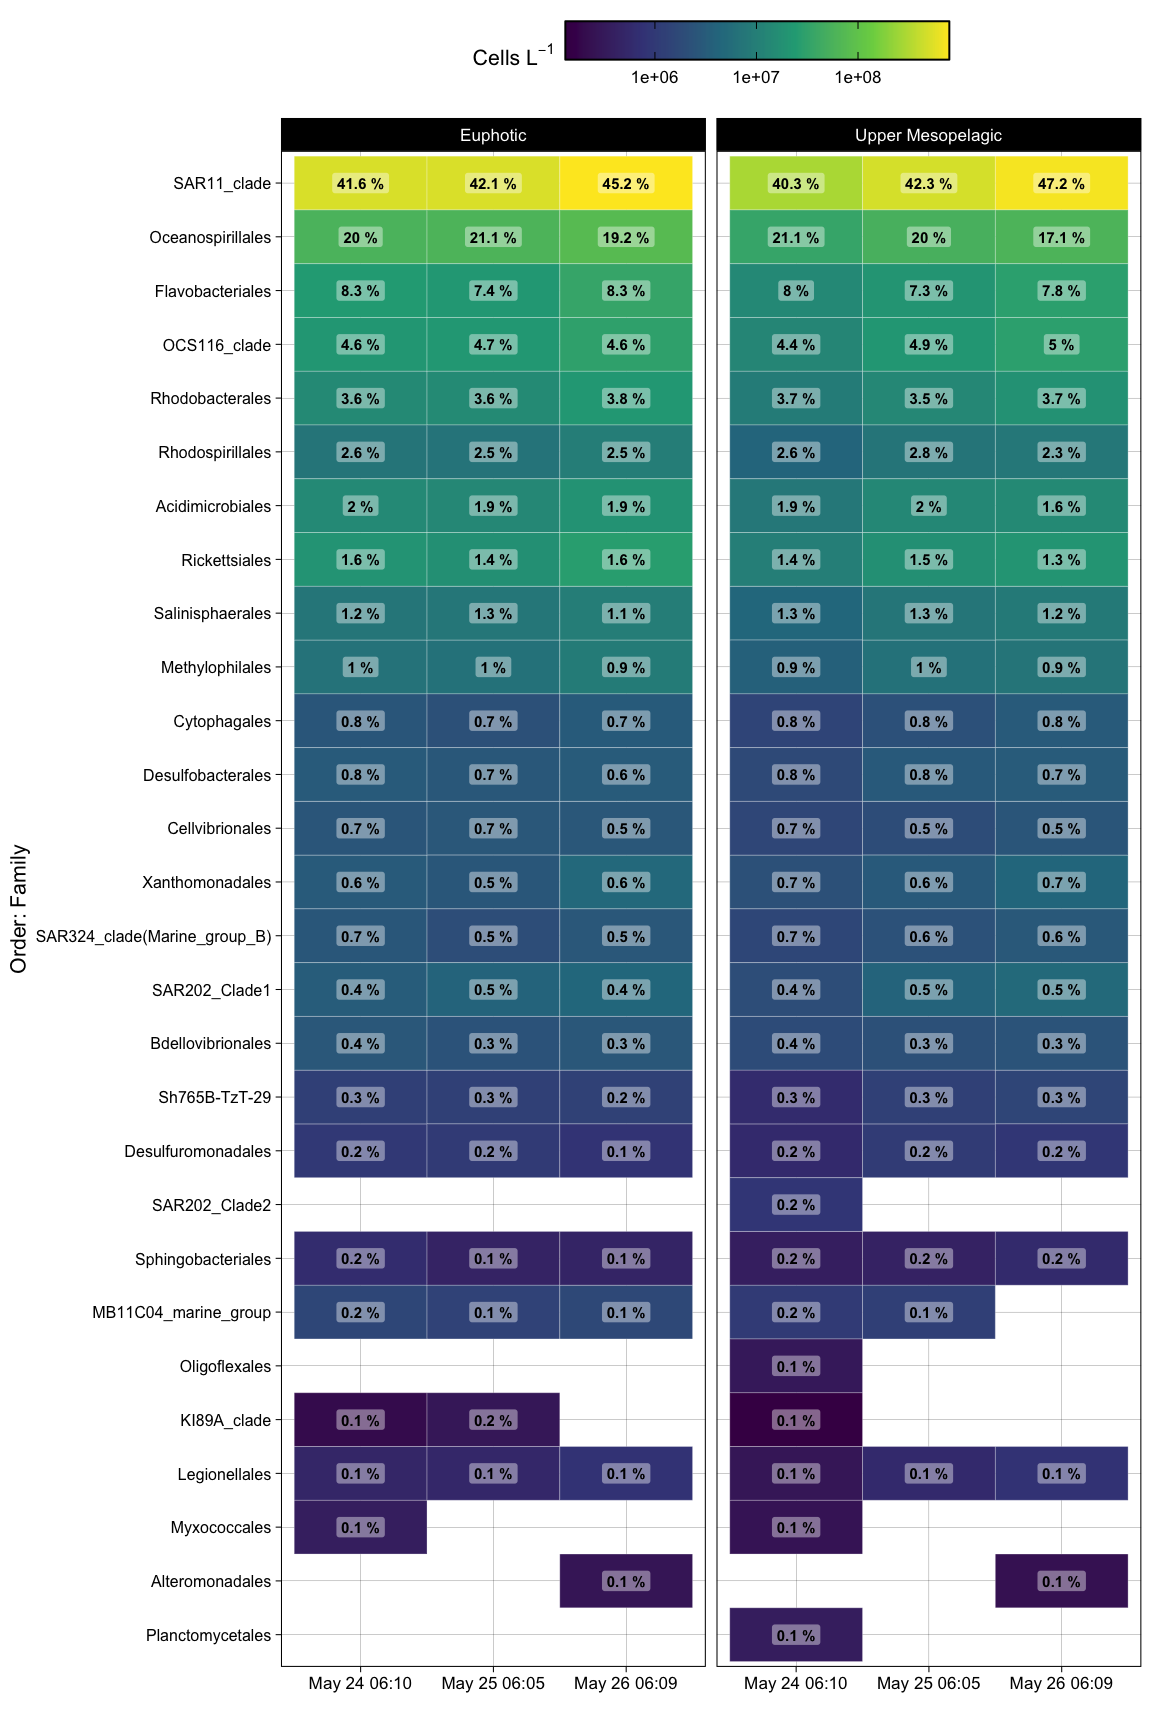 Cells L⁻¹
1e+06 1e+07 1e+08
Euphotic Upper Mesopelagic
Order: Family
SAR11_clade 41.6 % 42.1 % 45.2 % 40.3 % 42.3 % 47.2 %
Oceanospirillales 20 % 21.1 % 19.2 % 21.1 % 20 % 17.1 %
Flavobacteriales 8.3 % 7.4 % 8.3 % 8 % 7.3 % 7.8 %
OCS116_clade 4.6 % 4.7 % 4.6 % 4.4 % 4.9 % 5 %
Rhodobacterales 3.6 % 3.6 % 3.8 % 3.7 % 3.5 % 3.7 %
Rhodospirillales 2.6 % 2.5 % 2.5 % 2.6 % 2.8 % 2.3 %
Acidimicrobiales 2 % 1.9 % 1.9 % 1.9 % 2 % 1.6 %
Rickettsiales 1.6 % 1.4 % 1.6 % 1.4 % 1.5 % 1.3 %
Salinisphaerales 1.2 % 1.3 % 1.1 % 1.3 % 1.3 % 1.2 %
Methylophilales 1 % 1 % 0.9 % 0.9 % 1 % 0.9 %
Cytophagales 0.8 % 0.7 % 0.7 % 0.8 % 0.8 % 0.8 %
Desulfobacterales 0.8 % 0.7 % 0.6 % 0.8 % 0.8 % 0.7 %
Cellvibrionales 0.7 % 0.7 % 0.5 % 0.7 % 0.5 % 0.5 %
Xanthomonadales 0.6 % 0.5 % 0.6 % 0.7 % 0.6 % 0.7 %
SAR324_clade(Marine_group_B) 0.7 % 0.5 % 0.5 % 0.7 % 0.6 % 0.6 %
SAR202_Clade1 0.4 % 0.5 % 0.4 % 0.4 % 0.5 % 0.5 %
Bdellovibrionales 0.4 % 0.3 % 0.3 % 0.4 % 0.3 % 0.3 %
Sh765B-TzT-29 0.3 % 0.3 % 0.2 % 0.3 % 0.3 % 0.3 %
Desulfuromonadales 0.2 % 0.2 % 0.1 % 0.2 % 0.2 % 0.2 %
SAR202_Clade2 0.2 %
Sphingobacteriales 0.2 % 0.1 % 0.1 % 0.2 % 0.2 % 0.2 %
MB11C04_marine_group 0.2 % 0.1 % 0.1 % 0.2 % 0.1 %
Oligoflexales 0.1 %
KI89A_clade 0.1 % 0.2 % 0.1 %
Legionellales 0.1 % 0.1 % 0.1 % 0.1 % 0.1 % 0.1 %
Myxococcales 0.1 % 0.1 %
Alteromonadales 0.1 % 0.1 %
Planctomycetales 0.1 %
May 24 06:10 May 25 06:05 May 26 06:09 May 24 06:10 May 25 06:05 May 26 06:09